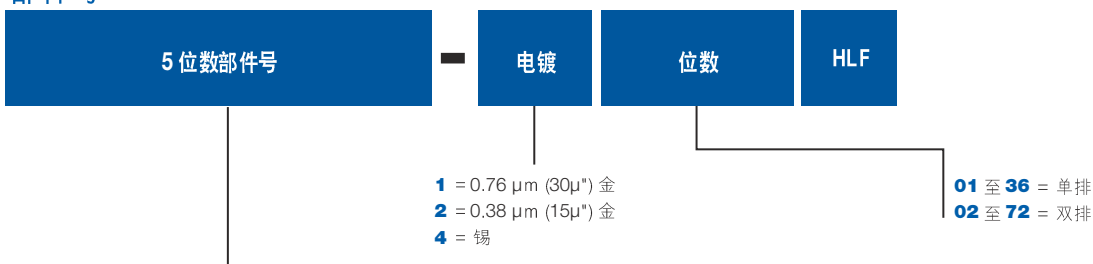 5 位数部件号
电镀
位数
HLF
1 = 0.76 µm (30µ") 金
2 = 0.38 µm (15µ") 金
4 = 锡
01 至 36 = 单排
02 至 72 = 双排